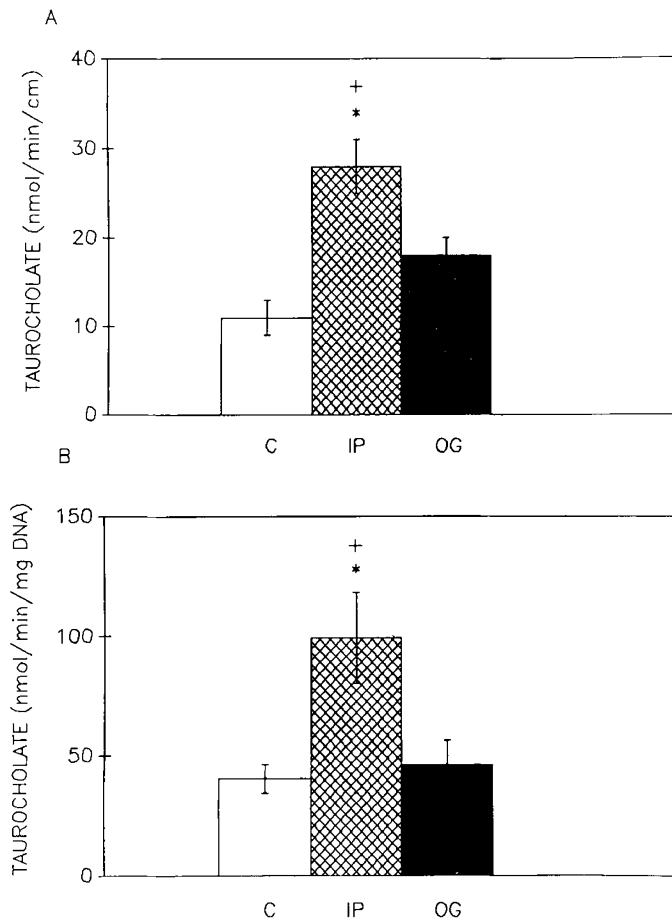 A
TAUROCHOLATE (nmol/min/cm)
40
30
20
10
0
+
*
C IP OG
B
TAUROCHOLATE (nmol/min/mg DNA)
150
100
50
0
+
*
C IP OG